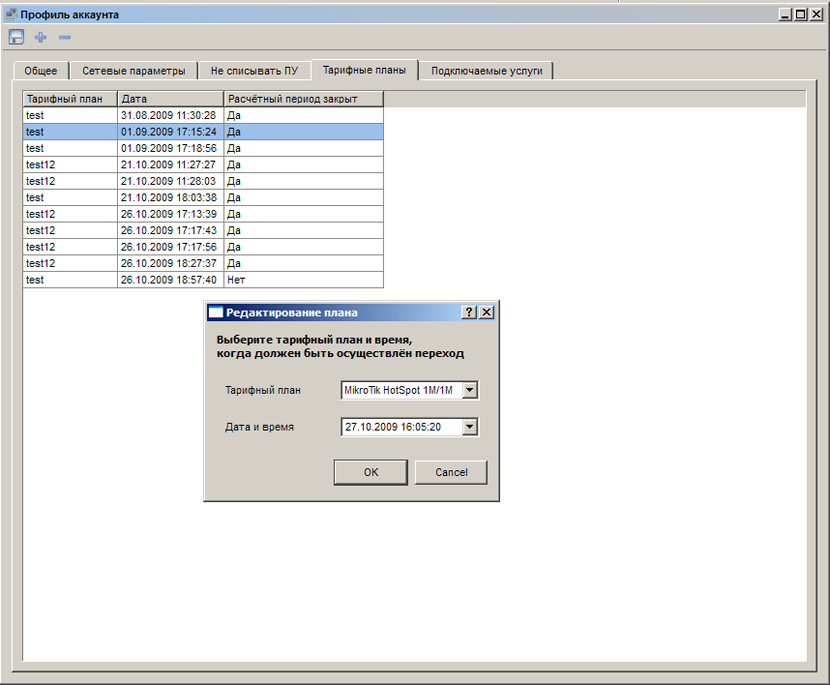 Профиль аккаунта
Общее Сетевые параметры Не списывать ПУ Тарифные планы Подключаемые услуги
Тарифный план Дата Расчётный период закрыт
test 31.08.2009 11:30:28 Да
test 01.09.2009 17:15:24 Да
test 01.09.2009 17:18:56 Да
test12 21.10.2009 11:27:27 Да
test12 21.10.2009 11:28:03 Да
test 21.10.2009 18:03:38 Да
test12 26.10.2009 17:13:39 Да
test12 26.10.2009 17:17:43 Да
test12 26.10.2009 17:17:56 Да
test12 26.10.2009 18:27:37 Да
test 26.10.2009 18:57:40 Нет
Редактирование плана
Выберите тарифный план и время,
когда должен быть осуществлён переход
Тарифный план MikroTik HotSpot 1M/1M
Дата и время 27.10.2009 16:05:20
OK Cancel